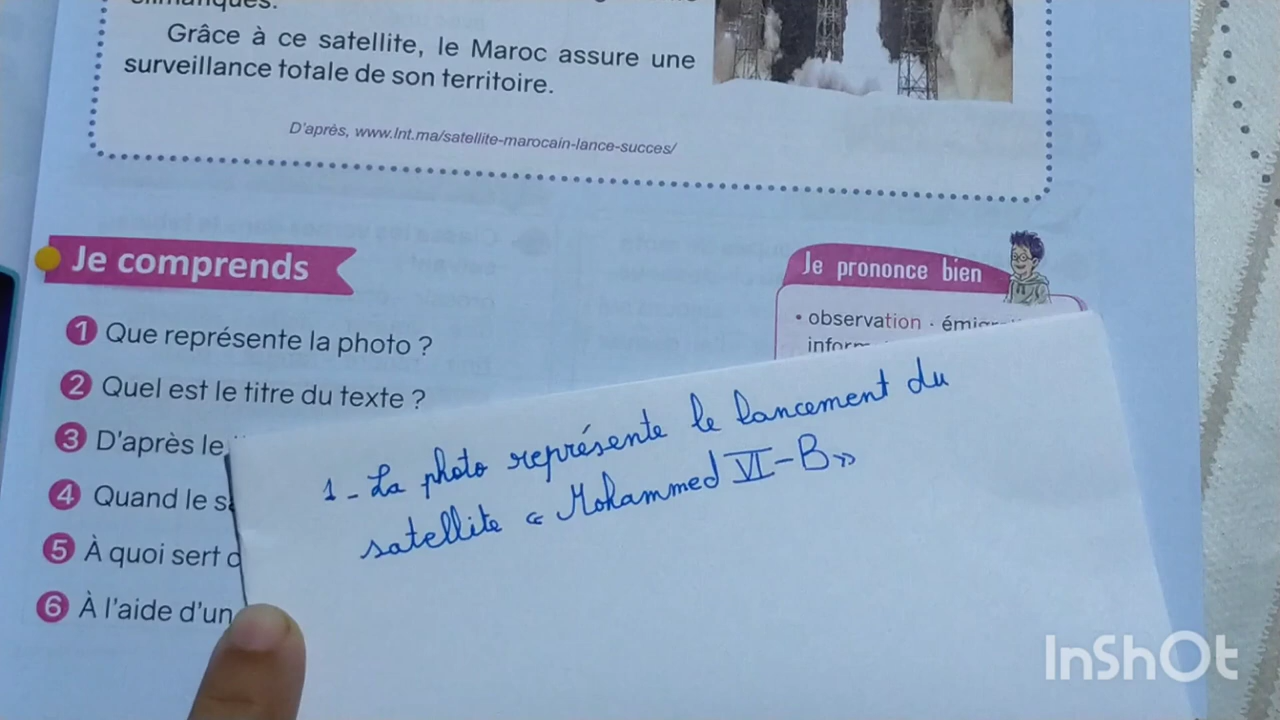 Grâce à ce satellite, le Maroc assure une
surveillance totale de son territoire.
D'après, www.lnt.ma/satellite-marocain-lance-succes/
Je comprends
1 Que représente la photo ?
2 Quel est le titre du texte ?
3 D'après le
4 Quand le
5 À quoi sert
6 À l'aide d'un
Je prononce bien
• observation ·
1 - La photo représente le lancement du
satellite « Mohammed VI-B »
InShOt